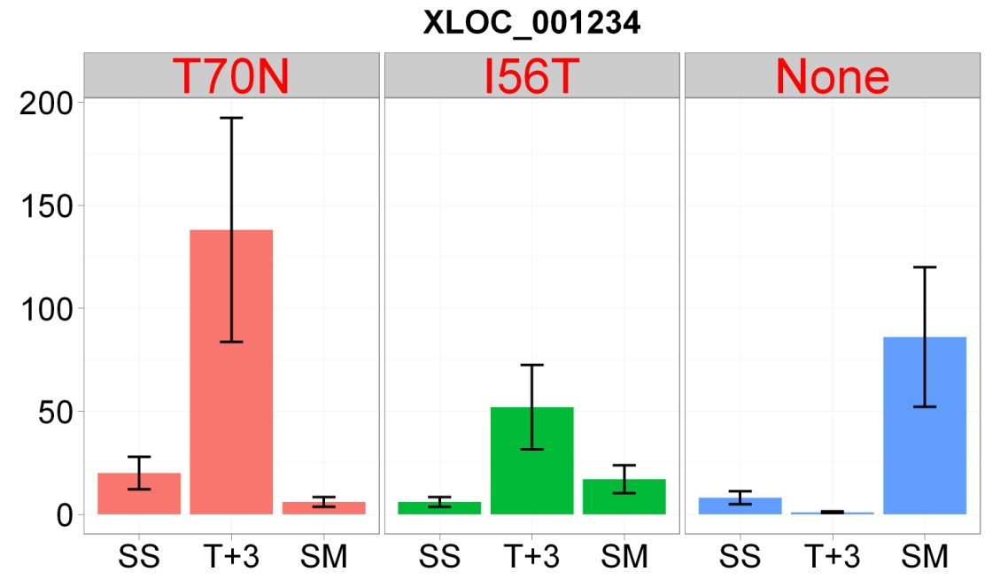 XLOC_001234
T70N I56T None
200
150
100
50
0
SS T+3 SM SS T+3 SM SS T+3 SM